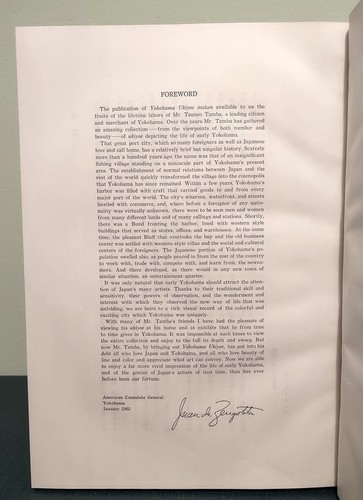 FOREWORD
The publication of Yokohama Ukiyoe makes available to us the
fruits of the lifetime labors of Mr. Tsuneo Tamba, a leading citizen
and merchant of Yokohama. Over the years Mr. Tamba has gathered
an amazing collection—from the viewpoints of both number and
beauty—of ukiyoe depicting the life of early Yokohama.
That great port city, which so many foreigners as well as Japanese
love and call home, has a relatively brief but singular history. Scarcely
more than a hundred years ago, the name was that of an insignificant
fishing village standing on a minuscule part of Yokohama's present
area. The establishment of normal relations between Japan and the
rest of the world quickly transformed the village into the cosmopolis
that Yokohama has since remained. Within a few years, Yokohama's
harbor was filled with craft that carried goods to and from every
major port of the world. The city's wharves, waterfront, and streets
bustled with commerce, and, where before a foreigner of any natio-
nality was virtually unknown, there were to be seen men and women
from many different lands and of many callings and stations. Shortly,
there was a Bund fronting the harbor, lined with western style
buildings that served as stores, offices, and warehouses. At the same
time, the pleasant Bluff that overlooks the bay and the old business
center was settled with western-style villas and the social and cultural
centers of the foreigners. The Japanese portion of Yokohama's po-
pulation swelled also, as people poured in from the rest of the country
to work with, trade with, compete with, and learn from the newco-
mers. And there developed, as there would in any new town of
similar situation, an entertainment quarter.
It was only natural that early Yokohama should attract the atten-
tion of Japan's many artists. Thanks to their traditional skill and
sensitivity, their powers of observation, and the wonderment and
interest with which they observed the new way of life that was
unfolding, we are heirs to a rich visual record of the colorful and
exciting city which Yokohama was uniquely.
With many of Mr. Tamba's friends I have had the pleasure of
viewing his ukiyoe at his home and at exhibits that he from time
to time gives in Yokohama. It was impossible at such times to view
the entire collection and enjoy to the full its depth and sweep. But
now Mr. Tamba, by bringing out Yokohama Ukiyoe, has put into his
debt all who love Japan and Yokohama, and all who love beauty of
line and color and appreciate what art can convey. Now we are able
to enjoy a far more vivid impression of the life of early Yokohama,
and of the genius of Japan's artists of that time, than has ever
before been our fortune.
American Consulate General
Yokohama
January 1962
Juan de Zengotita